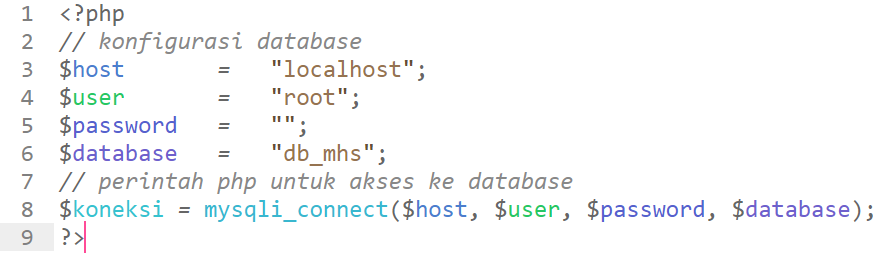 1 <?php
2 // konfigurasi database
3 $host       =   "localhost";
4 $user       =   "root";
5 $password   =   "";
6 $database   =   "db_mhs";
7 // perintah php untuk akses ke database
8 $koneksi = mysqli_connect($host, $user, $password, $database);
9 ?>